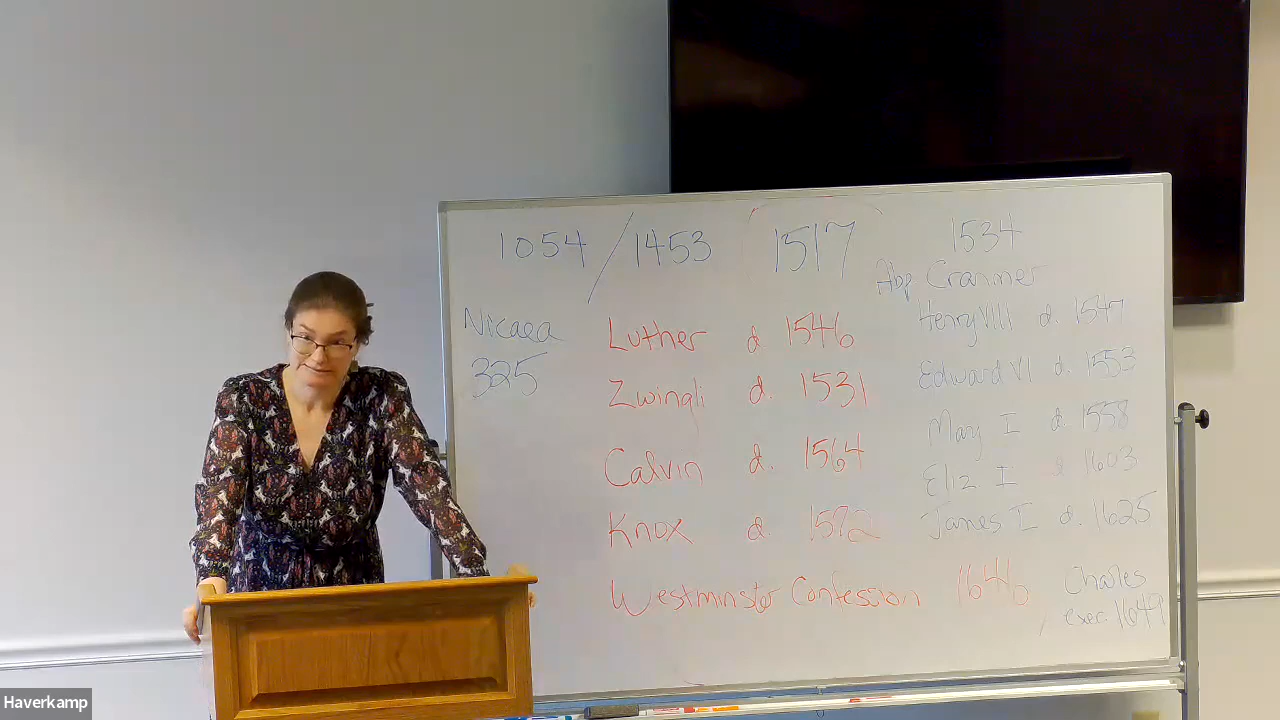 1054 / 1453 1517 1534
Abp Cranmer
Nicaea
325
Luther d. 1546
Zwingli d. 1531
Calvin d. 1564
Knox d. 1572
Westminster Confession 1646
Henry VIII d. 1547
Edward VI d. 1553
Mary I d. 1558
Eliz I d 1603
James I d. 1625
Charles
exec. 1649
Haverkamp